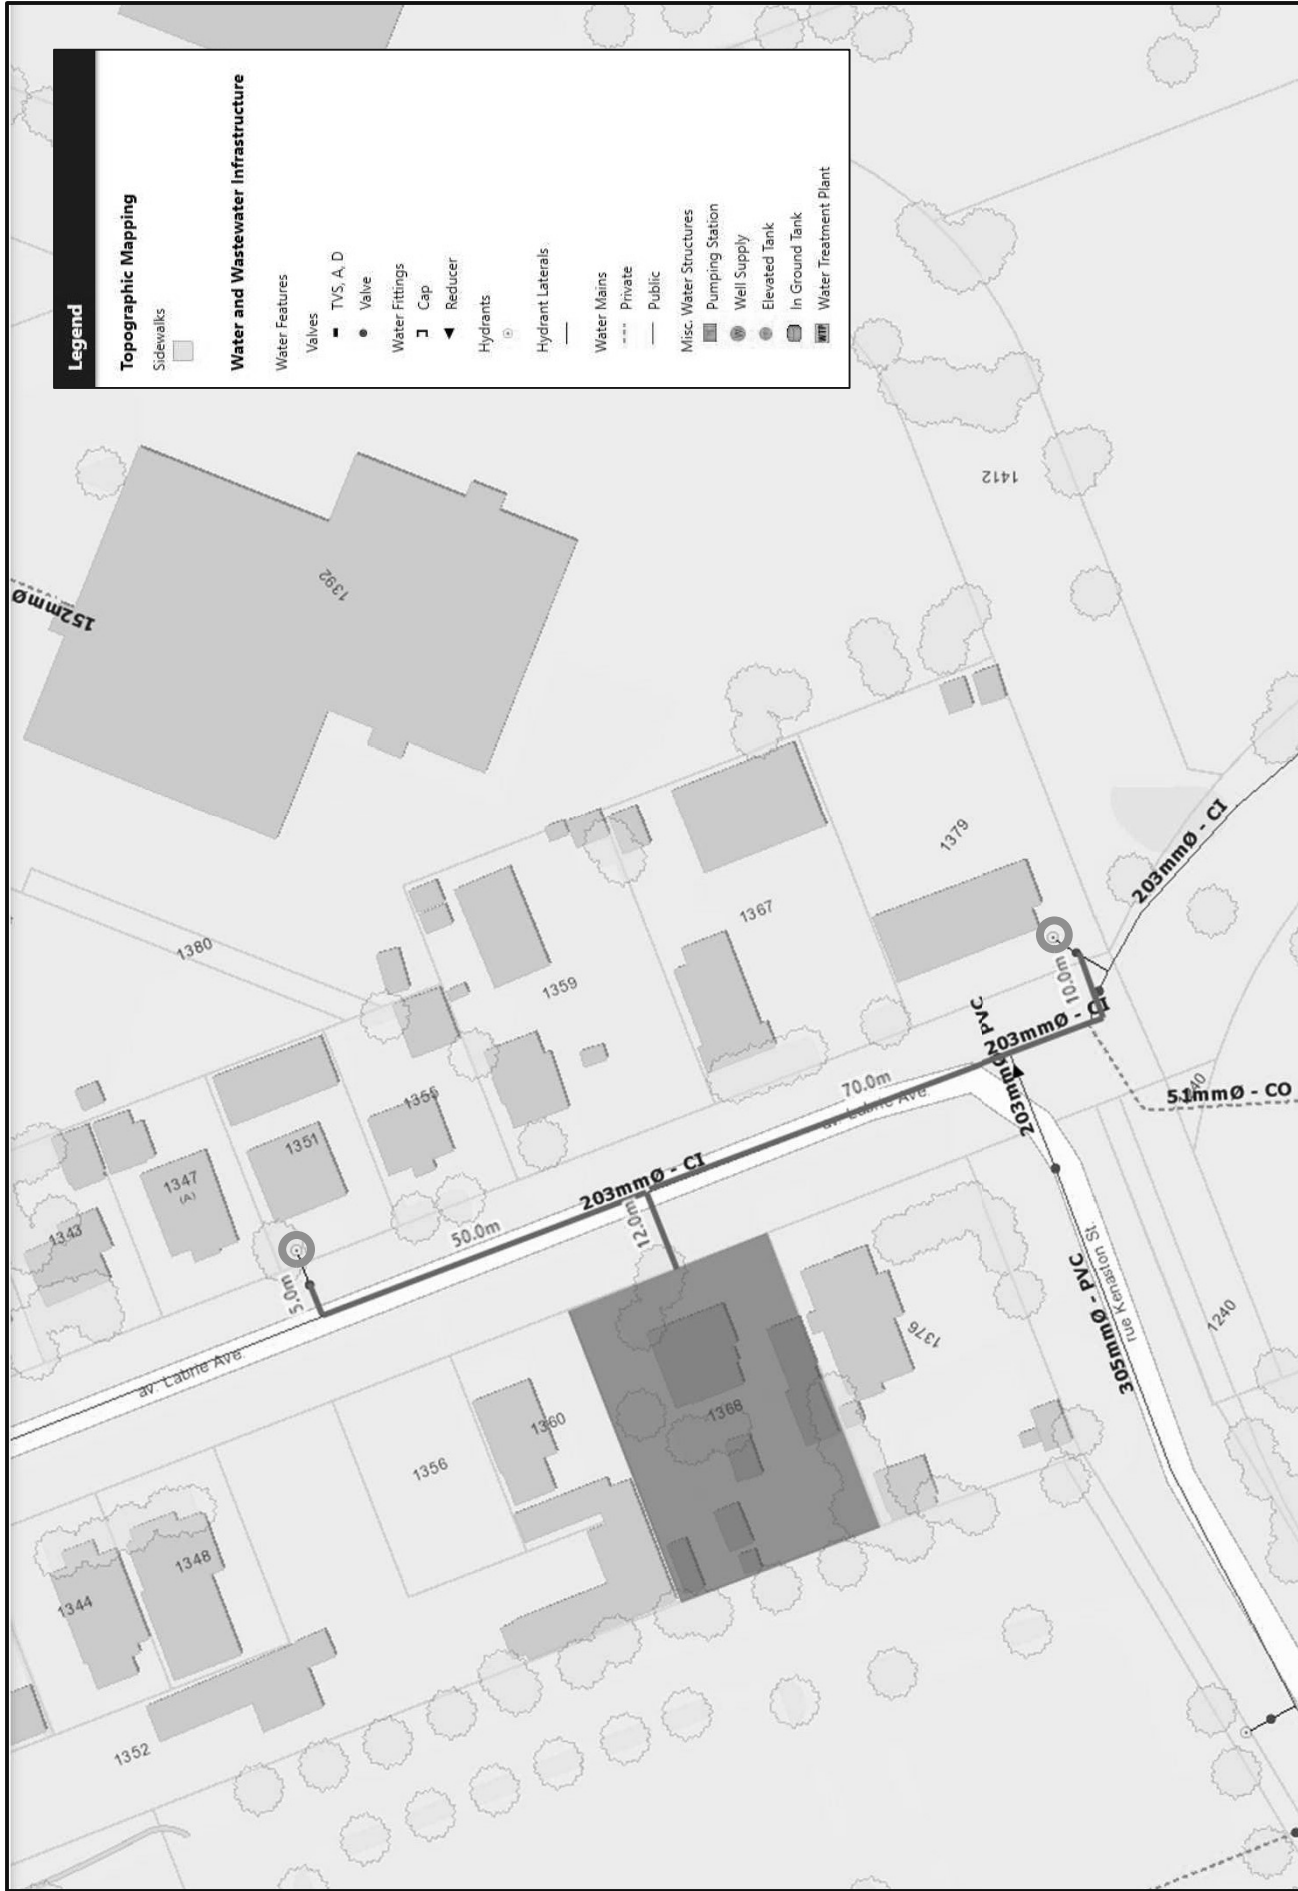 Legend
Topographic Mapping
Sidewalks
Water and Wastewater Infrastructure
Water Features
Valves
TVS, A, D
Valve
Water Fittings
Cap
Reducer
Hydrants
Hydrant Laterals
Water Mains
Private
Public
Misc. Water Structures
Pumping Station
W
Well Supply
Elevated Tank
In Ground Tank
WTP
Water Treatment Plant
152mmØ
1392
1412
1380
1379
1367
1359
1355
1351
1347
(A)
1343
203mmØ - CI
10.0m
203mmØ - CI
203mmØ - PVC
51mmØ - CO
70.0m
av. Labrie Ave.
203mmØ - CI
50.0m
12.0m
5.0m
av. Labrie Ave.
305mmØ - PVC
rue Kenaston St.
1240
1376
1368
1360
1356
1348
1344
1352